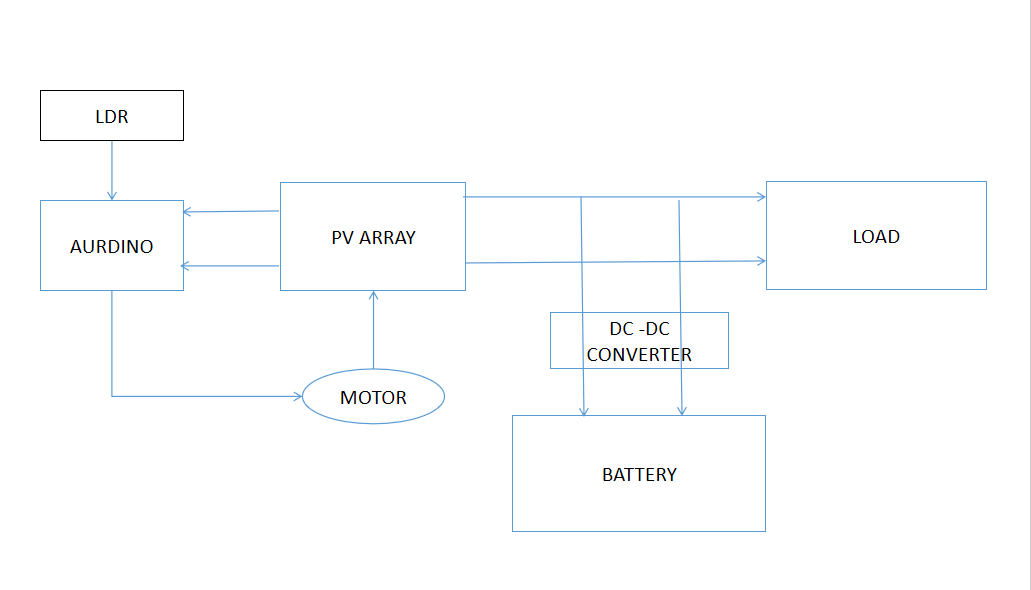 LDR
AURDINO
PV ARRAY
LOAD
DC -DC
CONVERTER
MOTOR
BATTERY